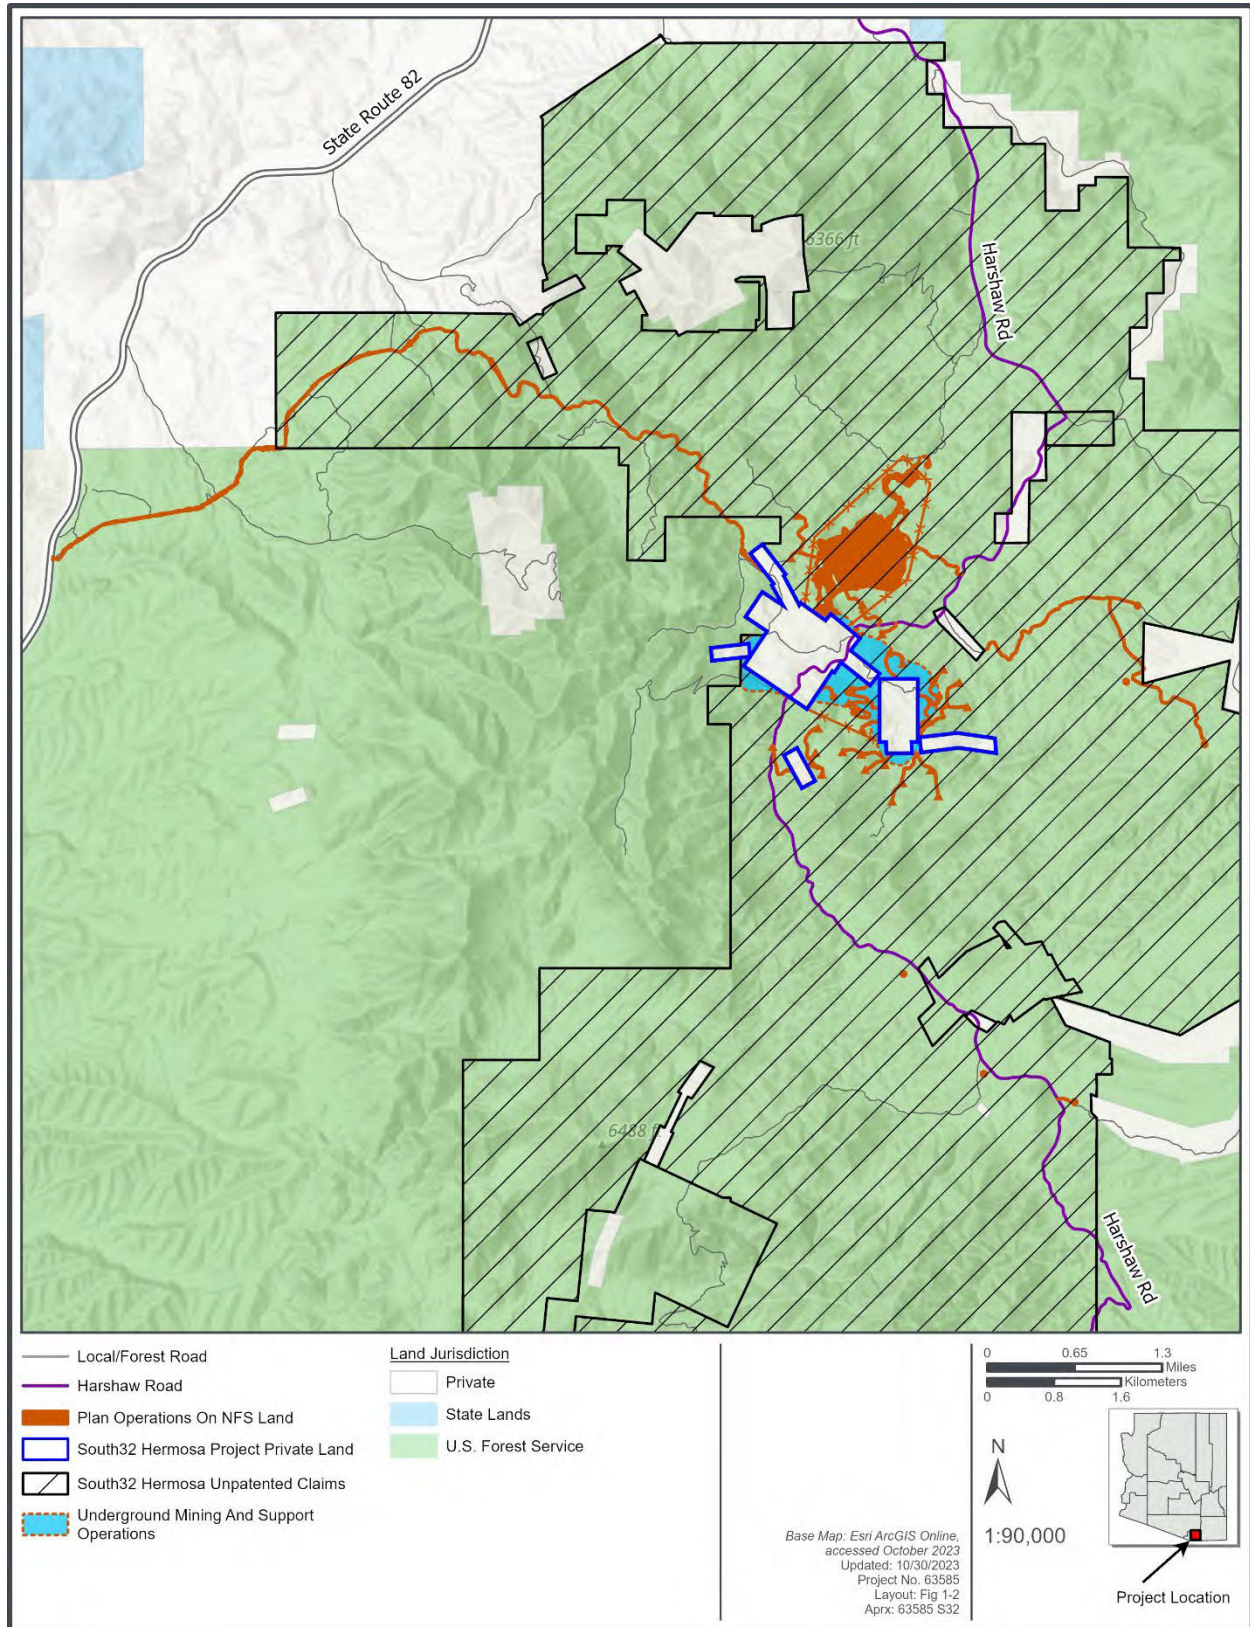 State Route 82
6366 ft
Harshaw Rd
6488 f
Harshaw Rd
Local/Forest Road
Harshaw Road
Plan Operations On NFS Land
South32 Hermosa Project Private Land
South32 Hermosa Unpatented Claims
Underground Mining And Support
Operations
Land Jurisdiction
Private
State Lands
U.S. Forest Service
Base Map: Esri ArcGIS Online,
accessed October 2023
Updated: 10/30/2023
Project No. 63585
Layout: Fig 1-2
Aprx: 63585 S32
0 0.65 1.3
Miles
Kilometers
0 0.8 1.6
N
1:90,000
Project Location